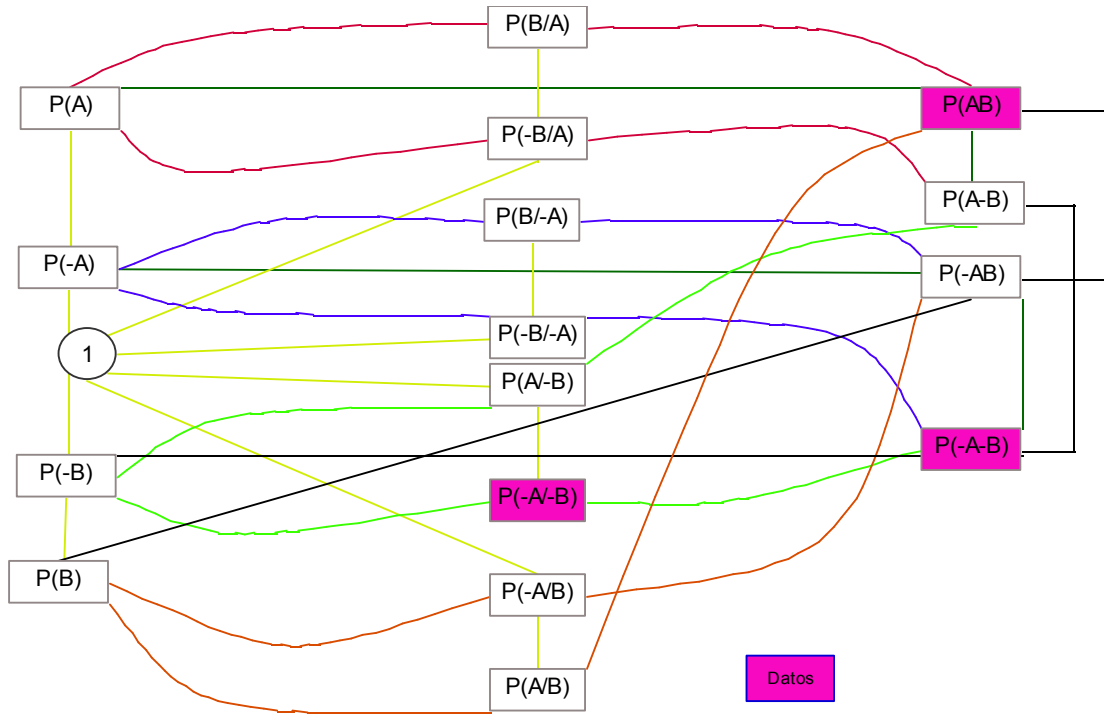 P(B/A)
P(A)
P(AB)
P(-B/A)
P(A-B)
P(B/-A)
P(-A)
P(-AB)
P(-B/-A)
1
P(A/-B)
P(-B)
P(-A-B)
P(-A/-B)
P(B)
P(-A/B)
P(A/B)
Datos